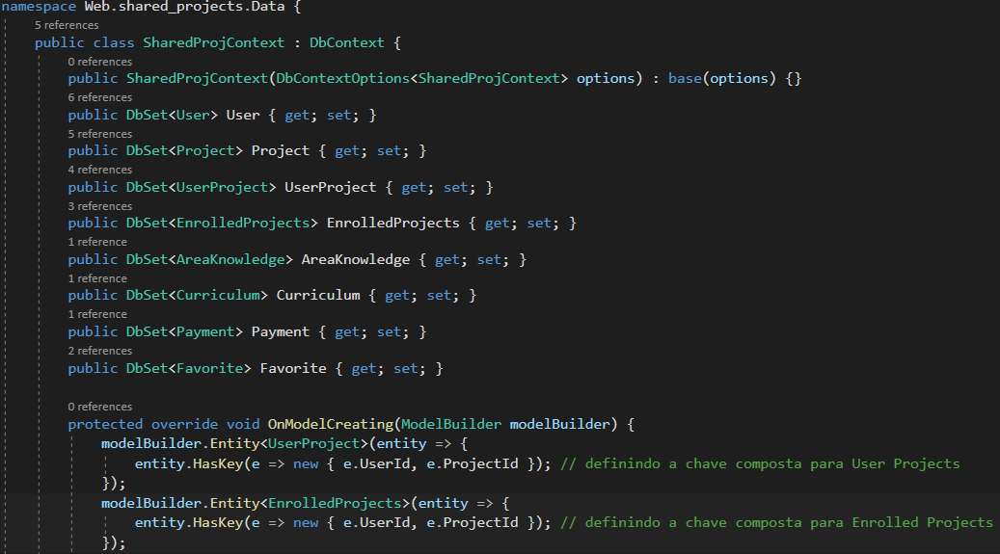 namespace Web.shared_projects.Data {
5 references
public class SharedProjContext : DbContext {
0 references
public SharedProjContext(DbContextOptions<SharedProjContext> options) : base(options) {}
6 references
public DbSet<User> User { get; set; }
5 references
public DbSet<Project> Project { get; set; }
4 references
public DbSet<UserProject> UserProject { get; set; }
3 references
public DbSet<EnrolledProjects> EnrolledProjects { get; set; }
1 reference
public DbSet<AreaKnowledge> AreaKnowledge { get; set; }
1 reference
public DbSet<Curriculum> Curriculum { get; set; }
1 reference
public DbSet<Payment> Payment { get; set; }
2 references
public DbSet<Favorite> Favorite { get; set; }
0 references
protected override void OnModelCreating(ModelBuilder modelBuilder) {
modelBuilder.Entity<UserProject>(entity => {
entity.HasKey(e => new { e.UserId, e.ProjectId }); // definindo a chave composta para User Projects
});
modelBuilder.Entity<EnrolledProjects>(entity => {
entity.HasKey(e => new { e.UserId, e.ProjectId }); // definindo a chave composta para Enrolled Projects
});